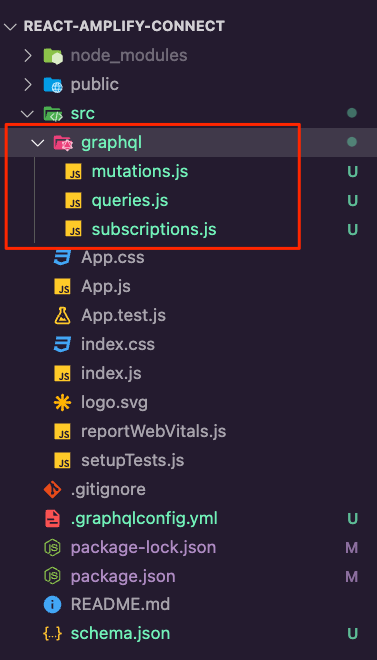 REACT-AMPLIFY-CONNECT
node_modules
public
src
graphql
JS mutations.js U
JS queries.js U
JS subscriptions.js U
App.css
JS App.js
App.test.js
index.css
JS index.js
logo.svg
JS reportWebVitals.js
JS setupTests.js
.gitignore
.graphqlconfig.yml U
JS package-lock.json M
JS package.json M
README.md
{..} schema.json U